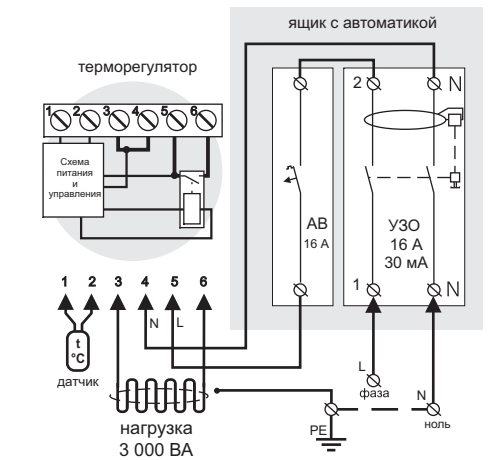 ящик с автоматикой
терморегулятор
1 2 3 4 5 6
2 N
Схема
питания
и
управления
АВ
16 А
УЗО
16 А
30 мА
1 N
1 2 3 4 5 6
N L
t
°C
датчик
L
фаза
N
ноль
PE
нагрузка
3 000 ВА